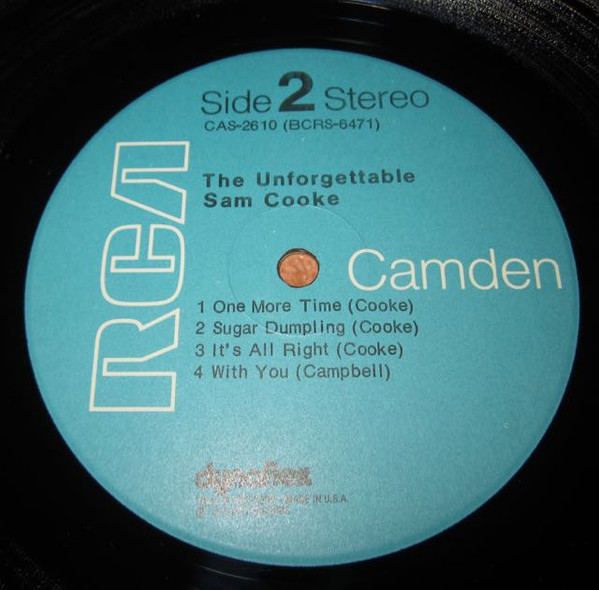 Side 2 Stereo
CAS-2610 (BCRS-6471)
The Unforgettable
Sam Cooke
RCA
Camden
1 One More Time (Cooke)
2 Sugar Dumpling (Cooke)
3 It's All Right (Cooke)
4 With You (Campbell)
dynaflex
MADE IN U.S.A.